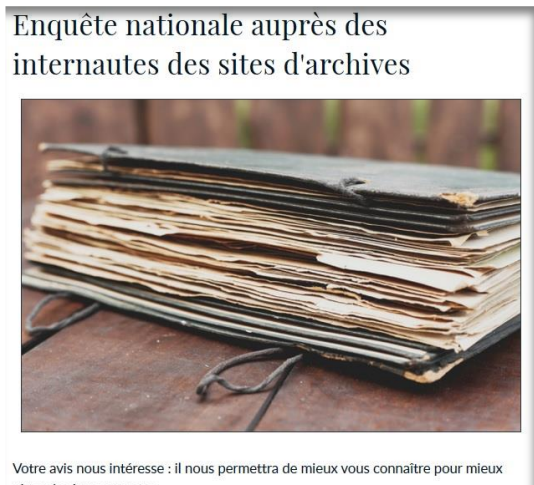 Enquête nationale auprès des
internautes des sites d'archives
Votre avis nous intéresse : il nous permettra de mieux vous connaître pour mieux